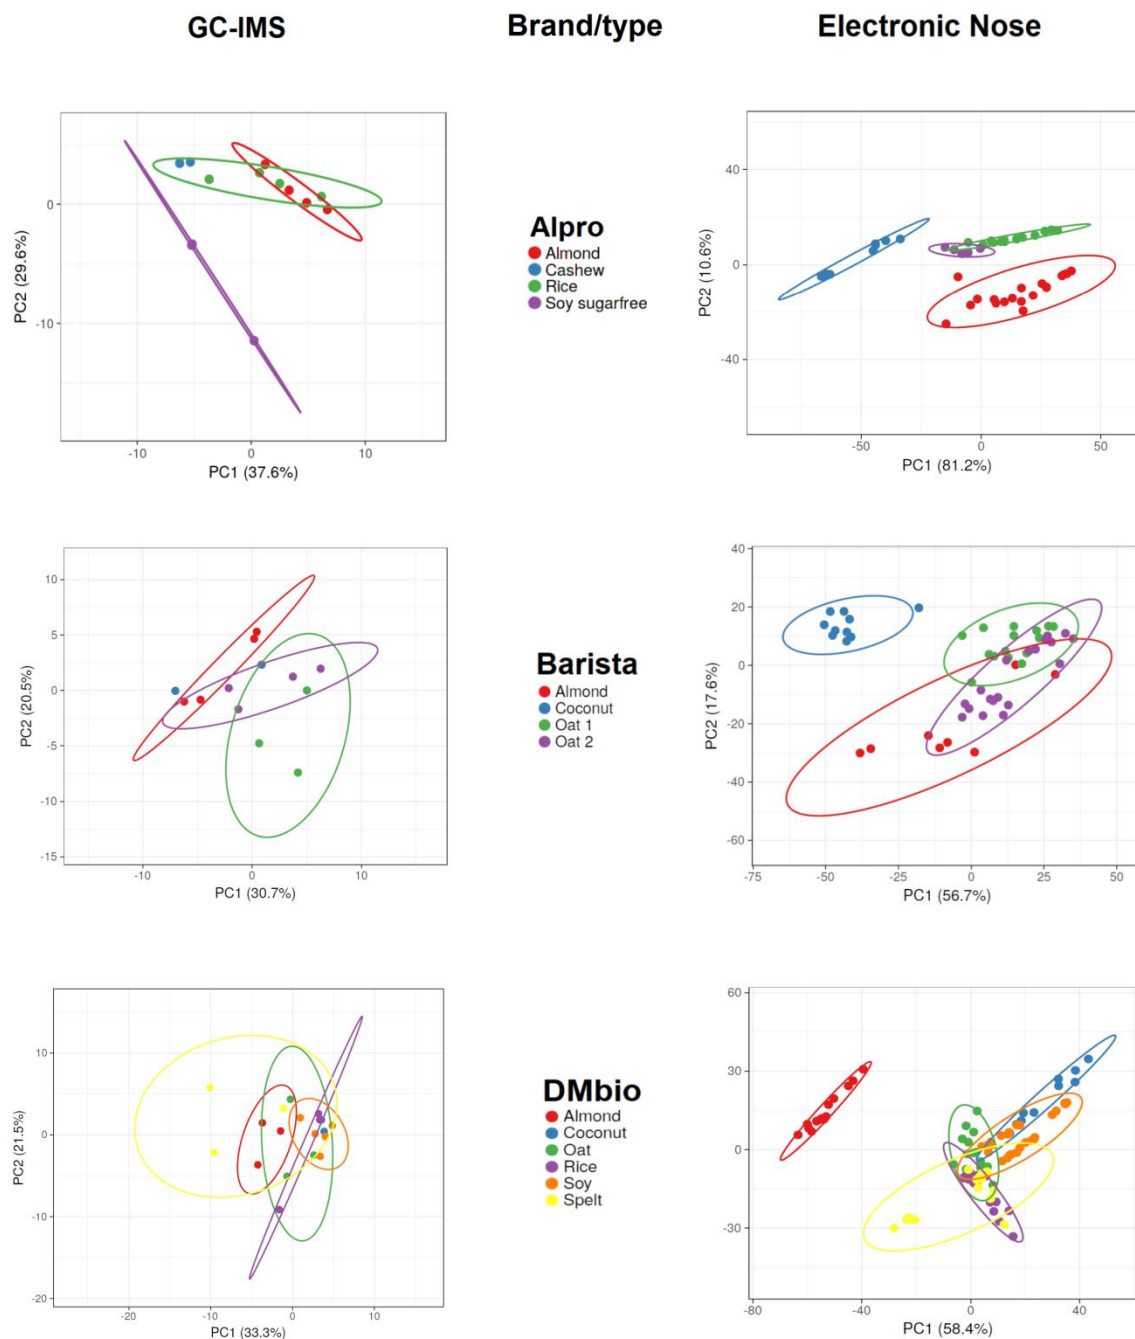 GC-IMS
Brand/type
Electronic Nose
0
-10
-10
0
10
PC2 (29.6%)
PC1 (37.6%)
Alpro
Almond
Cashew
Rice
Soy sugarfree
40
0
-40
-50
0
50
PC2 (10.6%)
PC1 (81.2%)
10
5
0
-5
-10
-15
-10
0
10
PC2 (20.5%)
PC1 (30.7%)
Barista
Almond
Coconut
Oat 1
Oat 2
40
20
0
-20
-40
-60
-75
-50
-25
0
25
50
PC2 (17.6%)
PC1 (56.7%)
10
0
-10
-20
-20
-10
0
10
PC2 (21.5%)
PC1 (33.3%)
DMbio
Almond
Coconut
Oat
Rice
Soy
Spelt
60
30
0
-30
-80
-40
0
40
PC1 (58.4%)